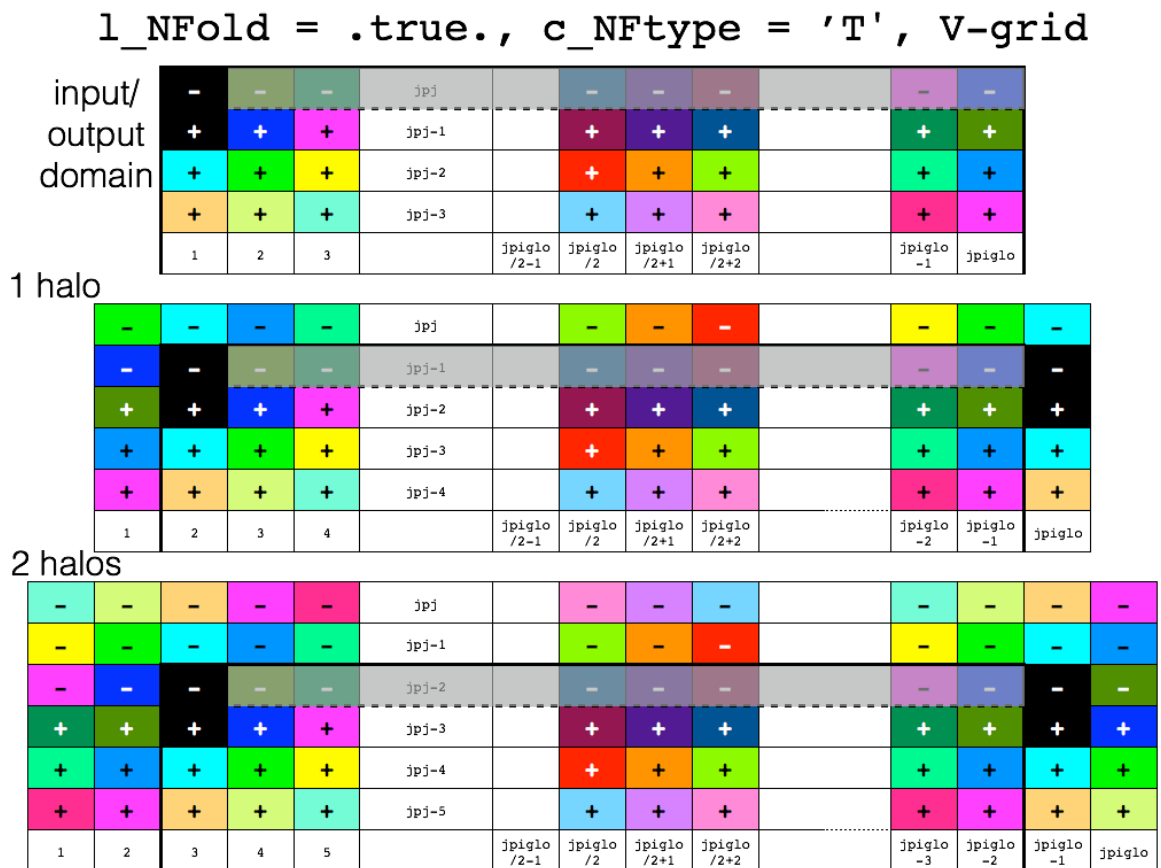 l_NFold = .true., c_NFtype = 'T', V-grid
input/
output
domain
- - - jpj - - - - -
+ + + jpj-1 + + + + +
+ + + jpj-2 + + + + +
+ + + jpj-3 + + + + +
1 2 3 jpiglo/2-1 jpiglo/2 jpiglo/2+1 jpiglo/2+2 jpiglo-1 jpiglo
1 halo
- - - - jpj - - - - - -
- - - - jpj-1 - - - - - -
+ + + + jpj-2 + + + + + +
+ + + + jpj-3 + + + + + +
+ + + + jpj-4 + + + + + +
1 2 3 4 jpiglo/2-1 jpiglo/2 jpiglo/2+1 jpiglo/2+2 jpiglo-2 jpiglo-1 jpiglo
2 halos
- - - - - jpj - - - - - - -
- - - - - jpj-1 - - - - - - -
- - - - - jpj-2 - - - - - - -
+ + + + + jpj-3 + + + + + + +
+ + + + + jpj-4 + + + + + + +
+ + + + + jpj-5 + + + + + + +
1 2 3 4 5 jpiglo/2-1 jpiglo/2 jpiglo/2+1 jpiglo/2+2 jpiglo-3 jpiglo-2 jpiglo-1 jpiglo